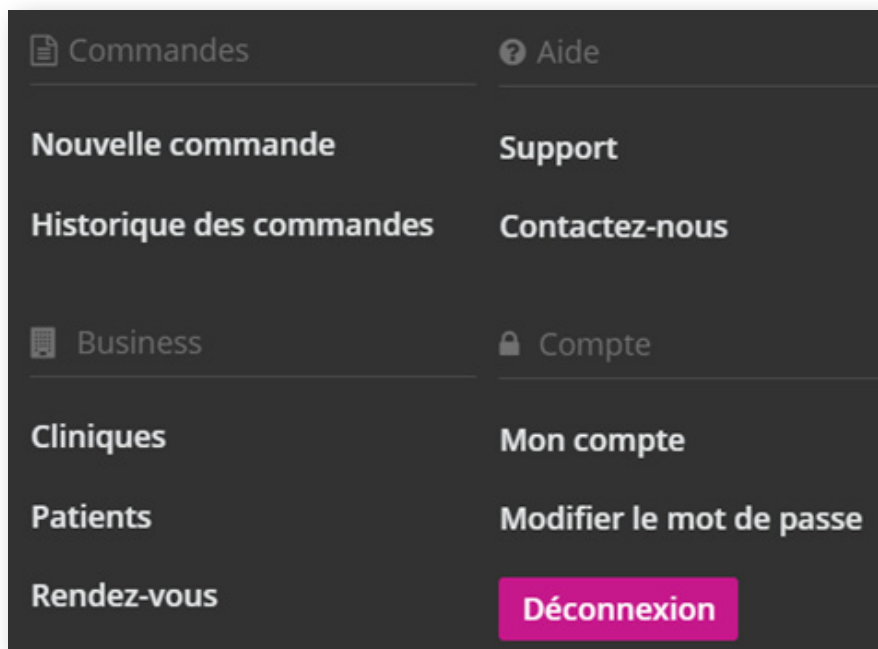 Commandes
Nouvelle commande
Historique des commandes
Aide
Support
Contactez-nous
Business
Cliniques
Patients
Rendez-vous
Compte
Mon compte
Modifier le mot de passe
Déconnexion